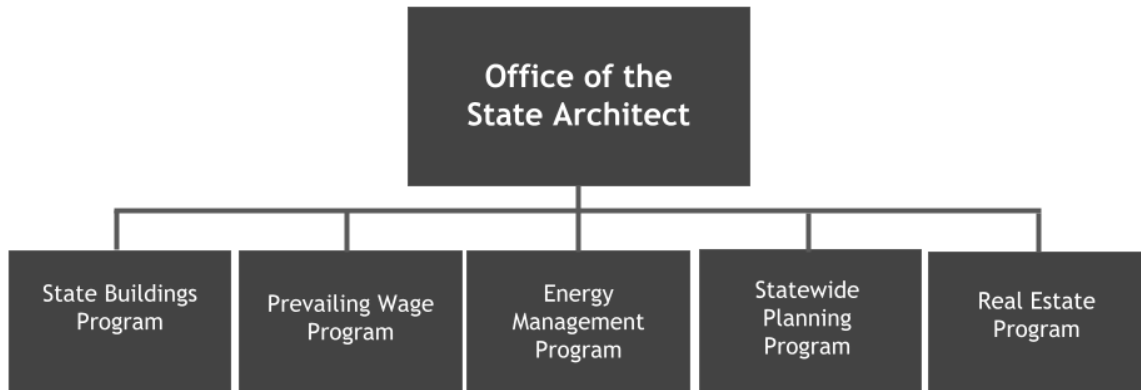 Office of the
State Architect
State Buildings
Program
Prevailing Wage
Program
Energy
Management
Program
Statewide
Planning
Program
Real Estate
Program